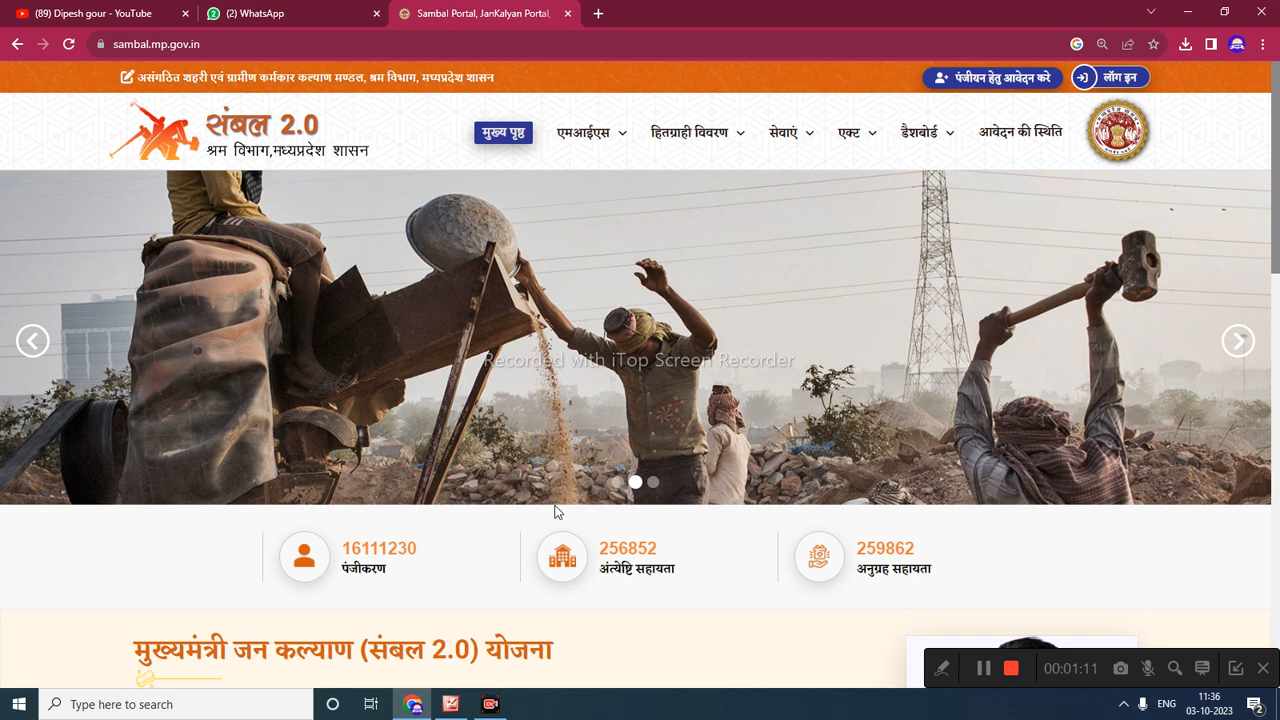 (89) Dipesh gour - YouTube
(2) WhatsApp
Sambal Portal, JanKalyan Portal,
sambal.mp.gov.in
असंगठित शहरी एवं ग्रामीण कर्मकार कल्याण मण्डल, श्रम विभाग, मध्यप्रदेश शासन
पंजीयन हेतु आवेदन करे
लॉग इन
संबल 2.0
श्रम विभाग,मध्यप्रदेश शासन
मुख्य पृष्ठ
एमआईएस
हितग्राही विवरण
सेवाएं
एक्ट
डैशबोर्ड
आवेदन की स्थिति
Recorded with iTop Screen Recorder
16111230
पंजीकरण
256852
अंत्येष्टि सहायता
259862
अनुग्रह सहायता
मुख्यमंत्री जन कल्याण (संबल 2.0) योजना
00:01:11
Type here to search
ENG
11:36
03-10-2023
2